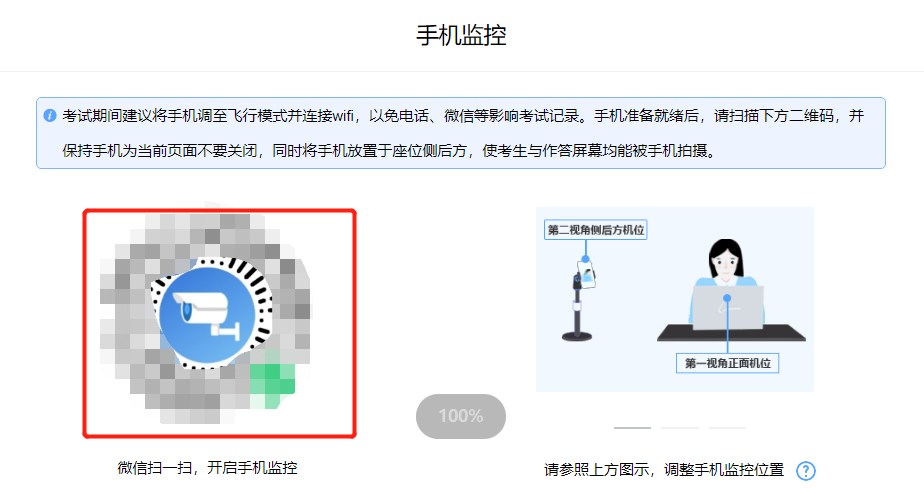 手机监控
考试期间建议将手机调至飞行模式并连接wifi，以免电话、微信等影响考试记录。手机准备就绪后，请扫描下方二维码，并
保持手机为当前页面不要关闭，同时将手机放置于座位侧后方，使考生与作答屏幕均能被手机拍摄。
第二视角侧后方机位
第一视角正面机位
100%
微信扫一扫，开启手机监控
请参照上方图示，调整手机监控位置